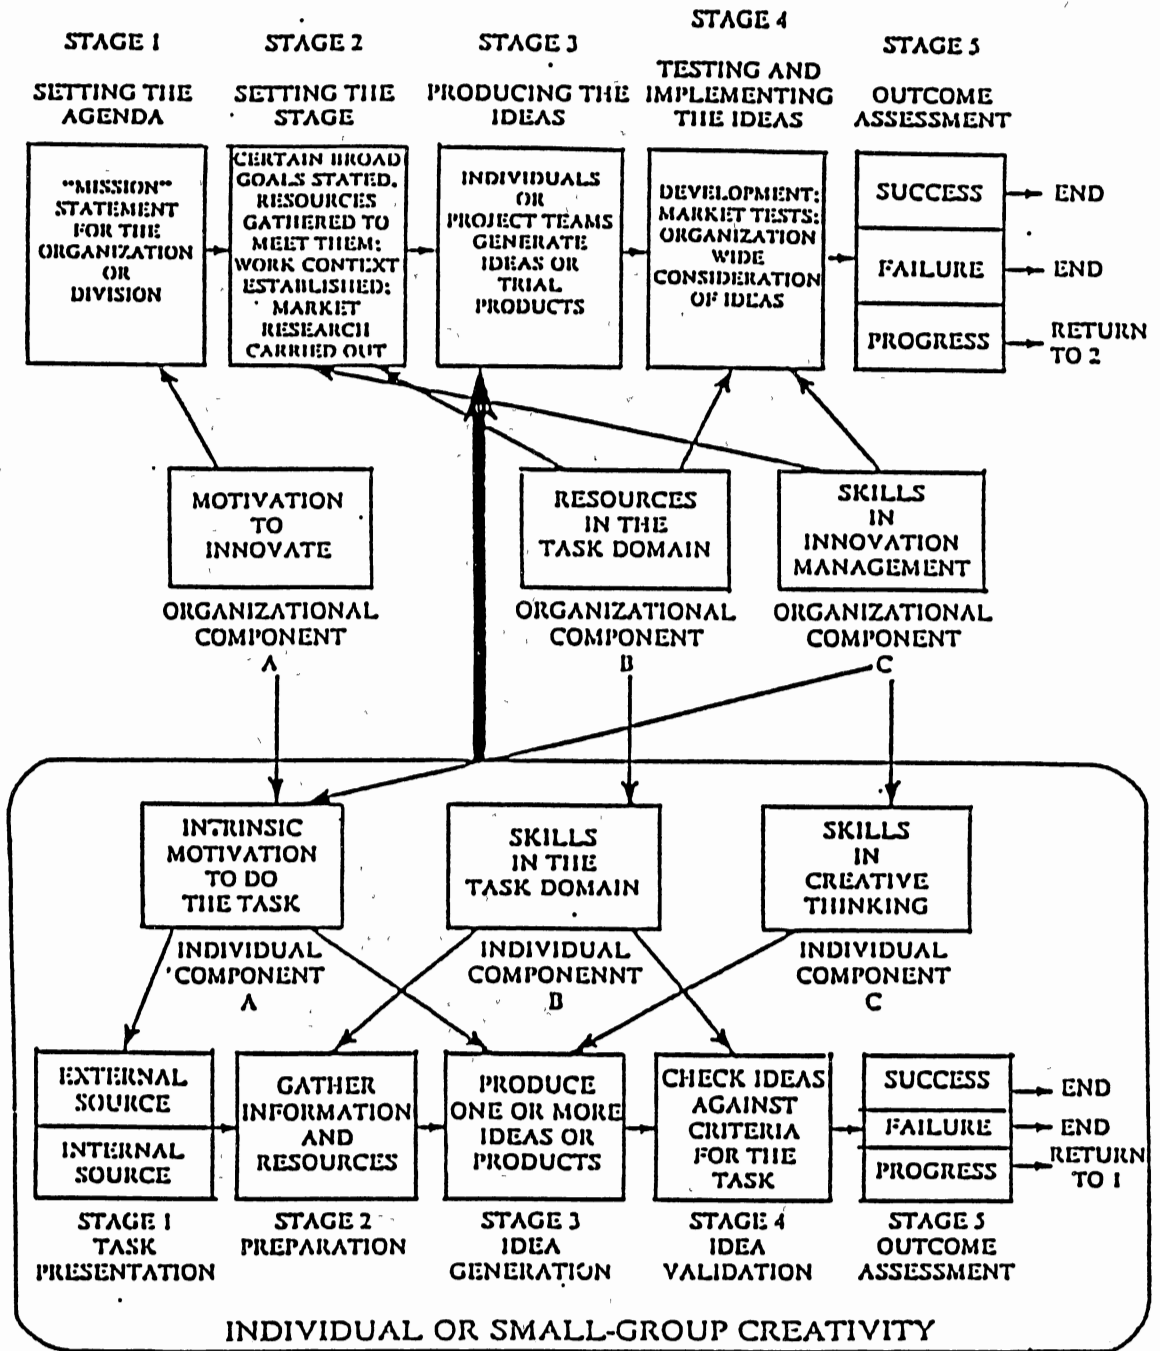 STAGE 1
SETTING THE
AGENDA
STAGE 2
SETTING THE
STAGE
STAGE 3
PRODUCING THE
IDEAS
STAGE 4
TESTING AND
IMPLEMENTING
THE IDEAS
STAGE 5
OUTCOME
ASSESSMENT
"MISSION"
STATEMENT
FOR THE
ORGANIZATION
OR
DIVISION
CERTAIN BROAD
GOALS STATED.
RESOURCES
GATHERED TO
MEET THEM:
WORK CONTEXT
ESTABLISHED:
MARKET
RESEARCH
CARRIED OUT
INDIVIDUALS
OR
PROJECT TEAMS
GENERATE
IDEAS OR
TRIAL
PRODUCTS
DEVELOPMENT:
MARKET TESTS:
ORGANIZATION
WIDE
CONSIDERATION
OF IDEAS
SUCCESS
END
FAILURE
END
PROGRESS
RETURN
TO 2
MOTIVATION
TO
INNOVATE
ORGANIZATIONAL
COMPONENT
A
RESOURCES
IN THE
TASK DOMAIN
ORGANIZATIONAL
COMPONENT
B
SKILLS
IN
INNOVATION
MANAGEMENT
ORGANIZATIONAL
COMPONENT
C
INTRINSIC
MOTIVATION
TO DO
THE TASK
INDIVIDUAL
COMPONENT
A
SKILLS
IN THE
TASK DOMAIN
INDIVIDUAL
COMPONENNT
B
SKILLS
IN
CREATIVE
THINKING
INDIVIDUAL
COMPONENT
C
EXTERNAL
SOURCE
INTERNAL
SOURCE
STAGE 1
TASK
PRESENTATION
GATHER
INFORMATION
AND
RESOURCES
STAGE 2
PREPARATION
PRODUCE
ONE OR MORE
IDEAS OR
PRODUCTS
STAGE 3
IDEA
GENERATION
CHECK IDEAS
AGAINST
CRITERIA
FOR THE
TASK
STAGE 4
IDEA
VALIDATION
SUCCESS
END
FAILURE
END
PROGRESS
RETURN
TO 1
STAGE 5
OUTCOME
ASSESSMENT
INDIVIDUAL OR SMALL-GROUP CREATIVITY